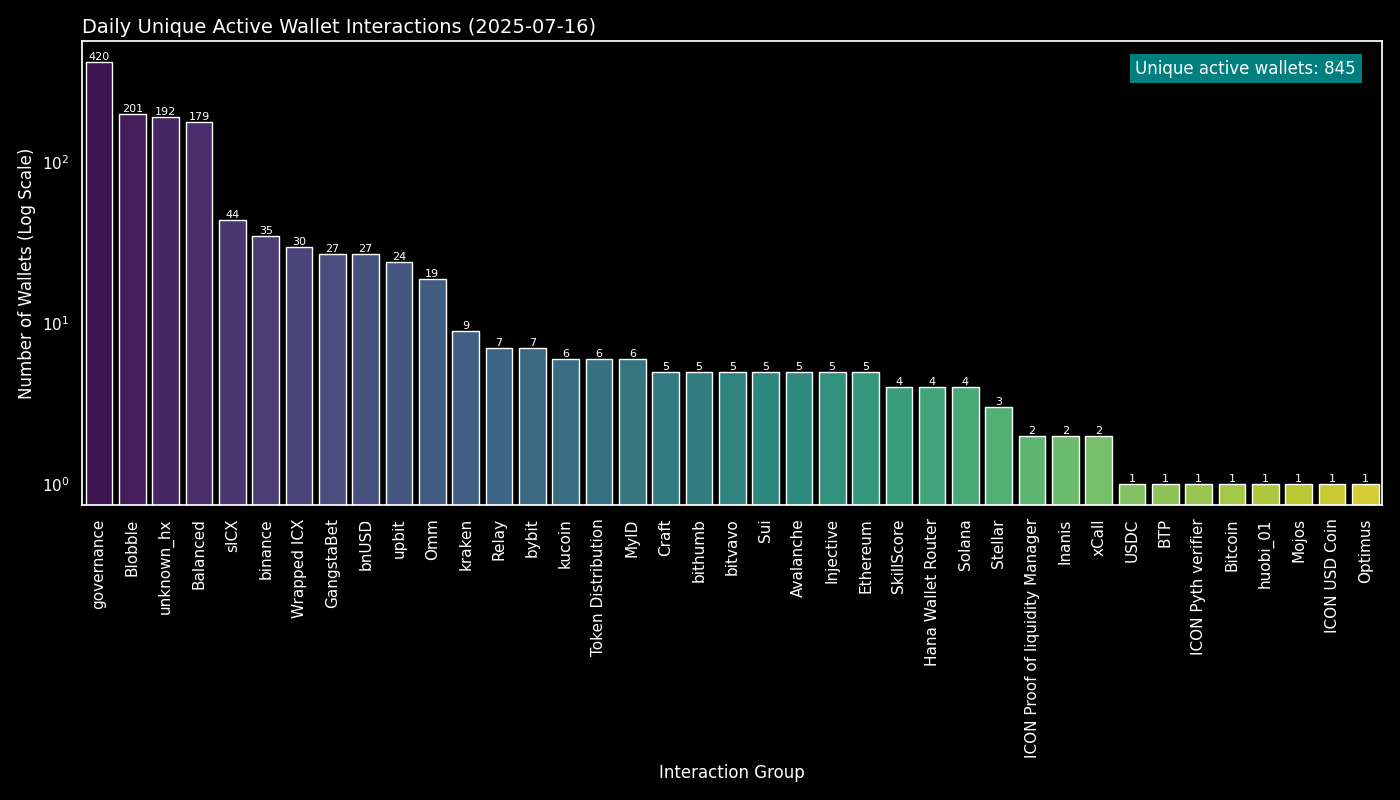 Daily Unique Active Wallet Interactions (2025-07-16)
Unique active wallets: 845
Number of Wallets (Log Scale)
10²
10¹
10⁰
420
201
192
179
44
35
30
27
27
24
19
9
7
7
6
6
6
5
5
5
5
5
5
5
4
4
4
3
2
2
2
1
1
1
1
1
1
1
1
governance
Blobble
unknown_hx
Balanced
sICX
binance
Wrapped ICX
GangstaBet
bnUSD
upbit
Omm
kraken
Relay
bybit
kucoin
Token Distribution
MyID
Craft
bithumb
bitvavo
Sui
Avalanche
Injective
Ethereum
SkillScore
Hana Wallet Router
Solana
Stellar
ICON Proof of liquidity Manager
Inanis
xCall
USDC
BTP
ICON Pyth verifier
Bitcoin
huobi_01
Mojos
ICON USD Coin
Optimus
Interaction Group